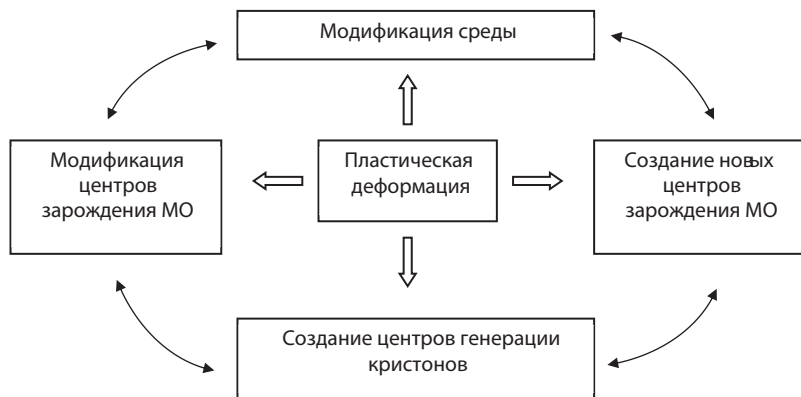 Модификация среды
Модификация
центров
зарождения МО
Пластическая
деформация
Создание новых
центров
зарождения МО
Создание центров генерации
кристонов